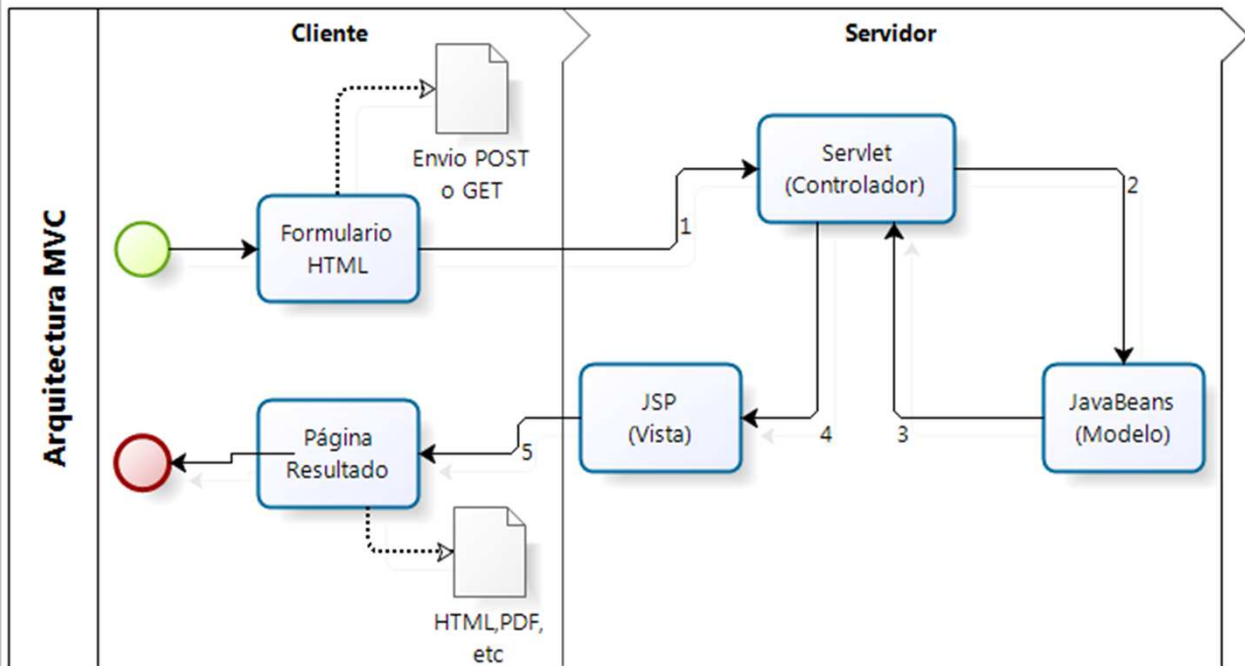 Arquitectura MVC
Cliente
Servidor
Envio POST
o GET
Servlet
(Controlador)
2
1
Formulario
HTML
JSP
(Vista)
4
3
JavaBeans
(Modelo)
Página
Resultado
5
HTML,PDF,
etc